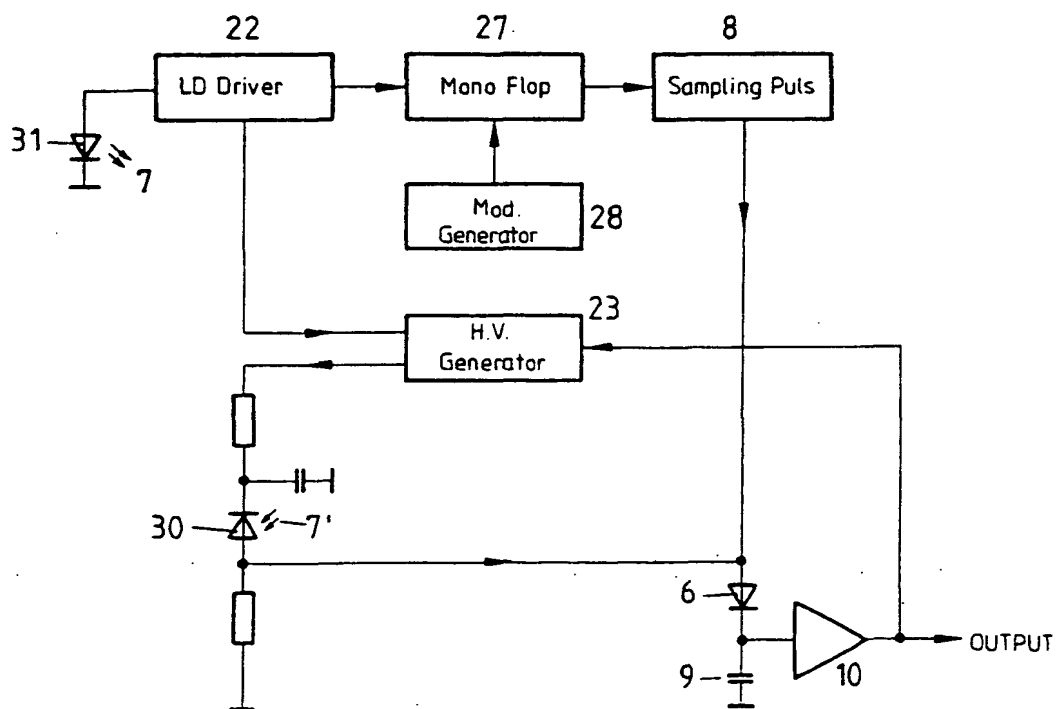 22 27 8
LD Driver Mono Flop Sampling Puls
31
7
Mod.
Generator
28
23
H.V.
Generator
30 7'
6
9 10 OUTPUT